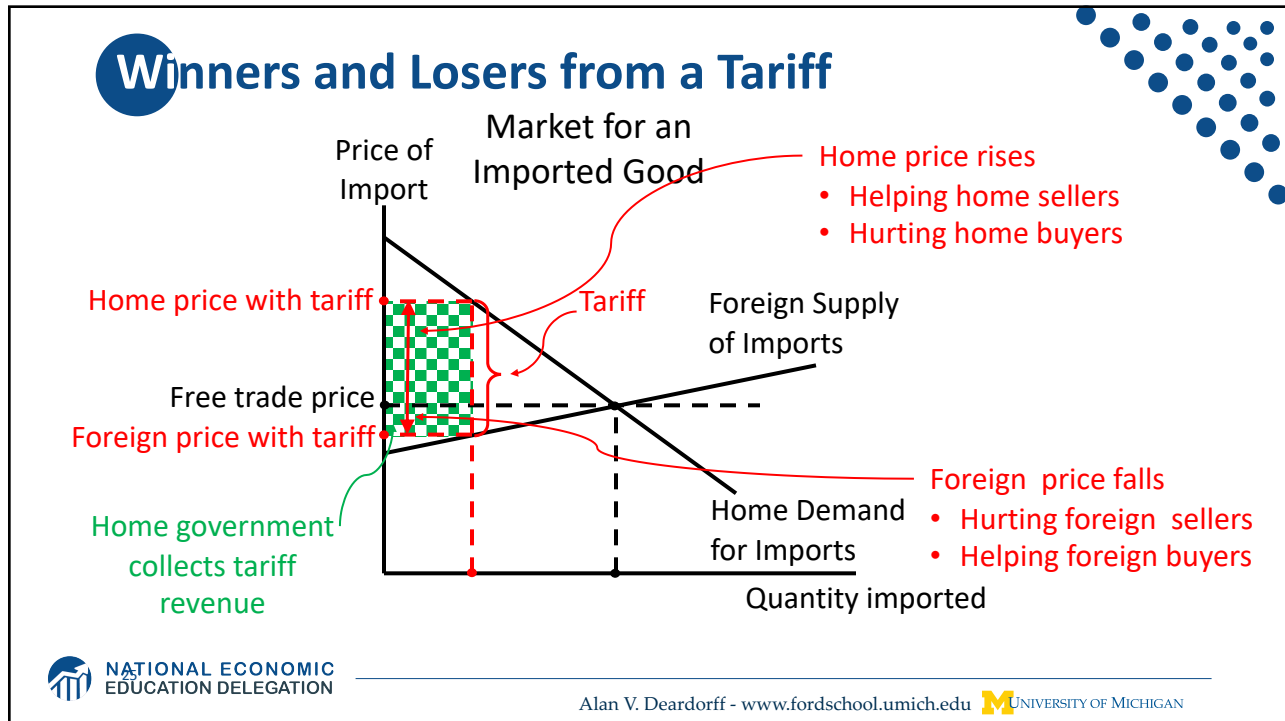 Winners and Losers from a Tariff
Market for an
Imported Good
Price of
Import
Home price rises
• Helping home sellers
• Hurting home buyers
Home price with tariff
Tariff
Foreign Supply
of Imports
Free trade price
Foreign price with tariff
Foreign  price falls
• Hurting foreign  sellers
• Helping foreign buyers
Home Demand
for Imports
Home government
collects tariff
revenue
Quantity imported
25
NATIONAL ECONOMIC
EDUCATION DELEGATION
Alan V. Deardorff - www.fordschool.umich.edu
M UNIVERSITY OF MICHIGAN